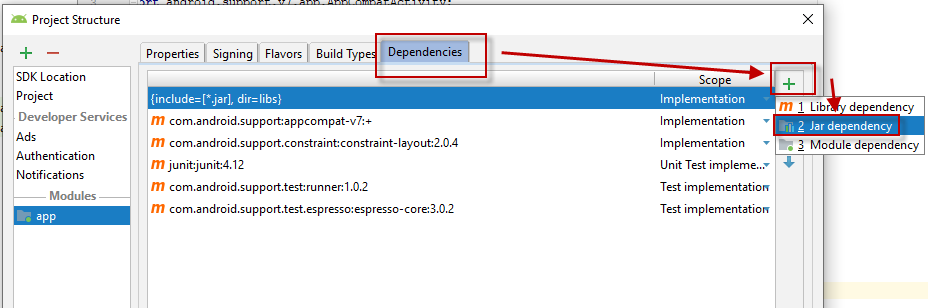 3
ort android.support.v7.app.AppCompatActivity;
Project Structure
Properties
Signing
Flavors
Build Types
Dependencies
SDK Location
Project
Developer Services
Ads
Authentication
Notifications
Modules
app
Scope
{include=[*.jar], dir=libs}
Implementation
m com.android.support:appcompat-v7:+
Implementation
m com.android.support.constraint:constraint-layout:2.0.4
Implementation
m junit:junit:4.12
Unit Test impleme...
m com.android.support.test:runner:1.0.2
Test implementation
m com.android.support.test.espresso:espresso-core:3.0.2
Test implementation
m 1 Library dependency
2 Jar dependency
3 Module dependency